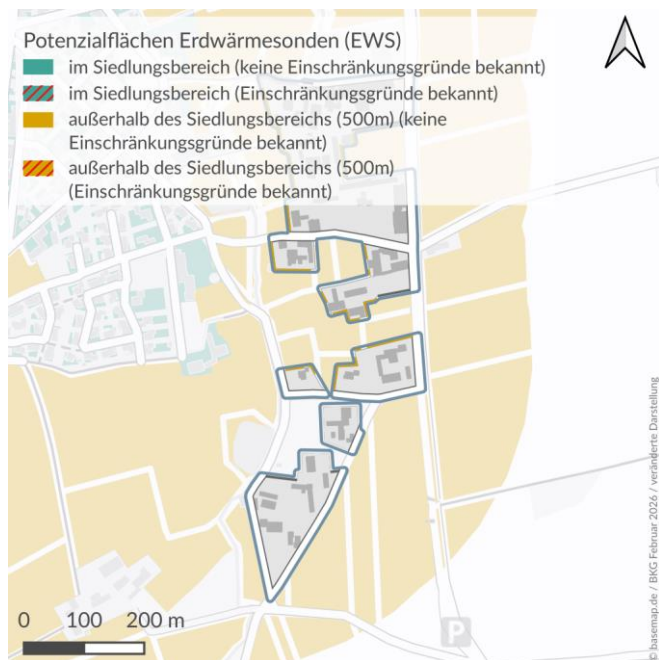 Potenzialflächen Erdwärmesonden (EWS)
im Siedlungsbereich (keine Einschränkungsgründe bekannt)
im Siedlungsbereich (Einschränkungsgründe bekannt)
außerhalb des Siedlungsbereichs (500m) (keine
Einschränkungsgründe bekannt)
außerhalb des Siedlungsbereichs (500m)
(Einschränkungsgründe bekannt)
© basemap.de / BKG Februar 2026 / veränderte Darstellung
0 100 200 m
P